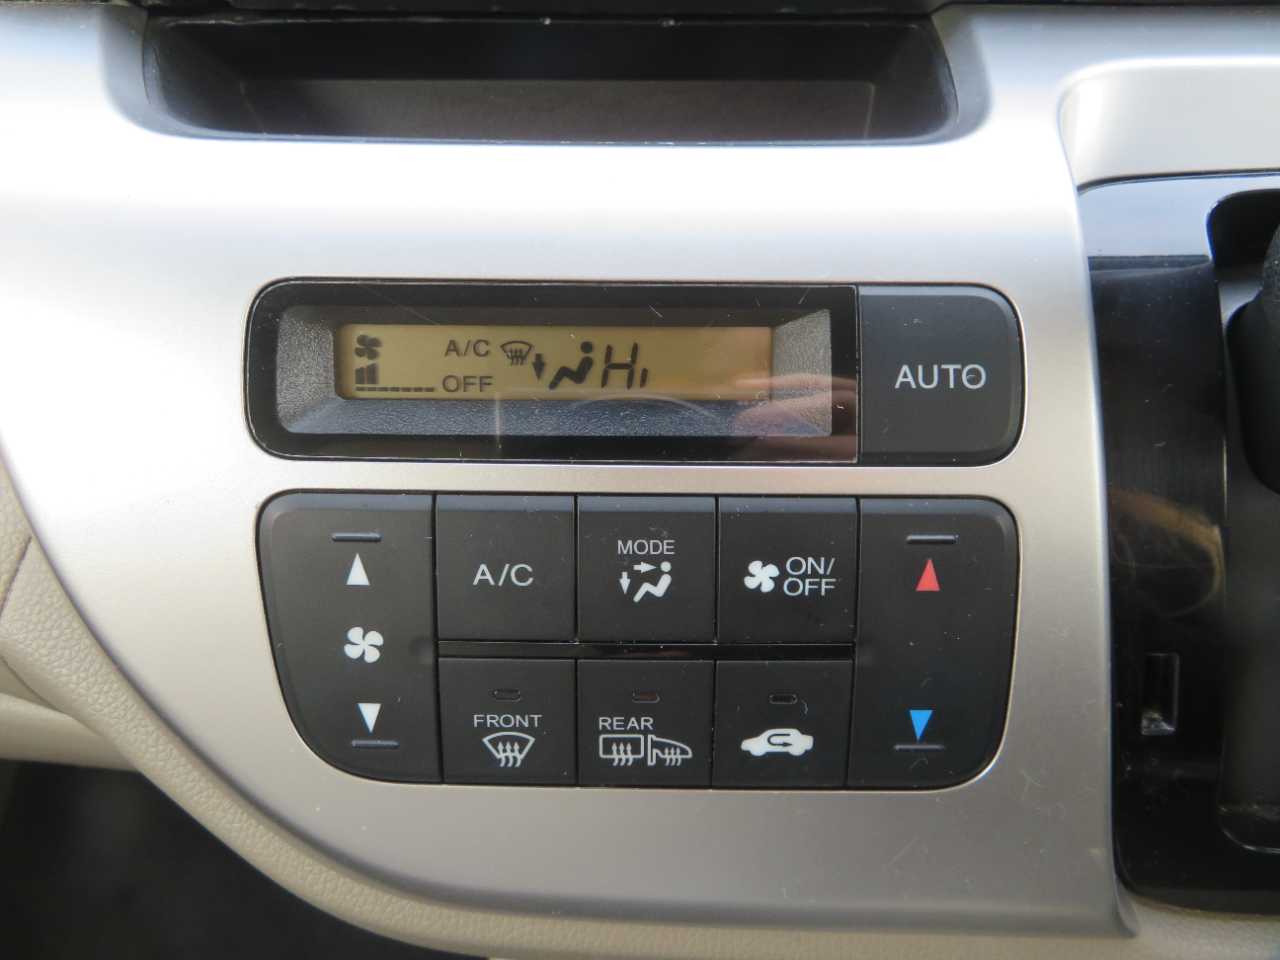 A/C
OFF
Hi
AUTO
A/C
MODE
ON/
OFF
FRONT
REAR